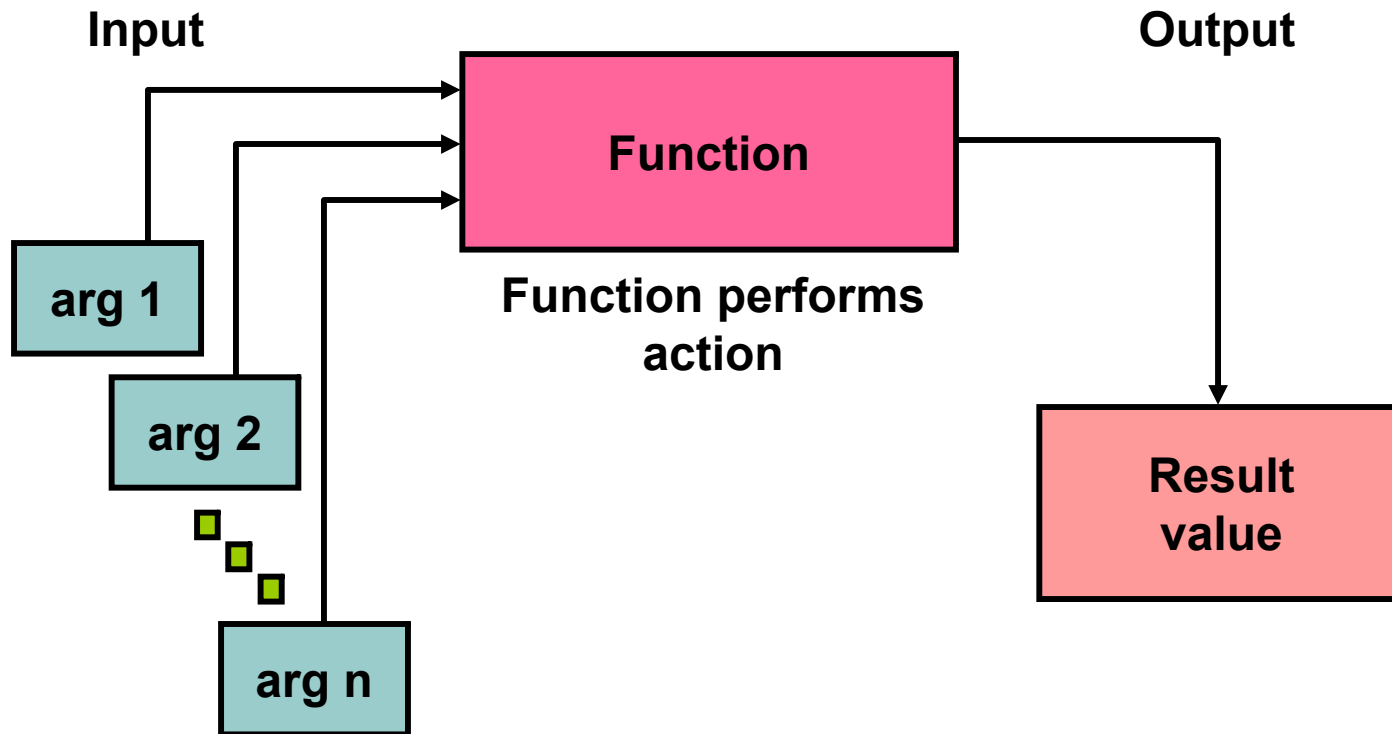 Input
Output
Function
arg 1
Function performs
action
arg 2
Result
value
arg n